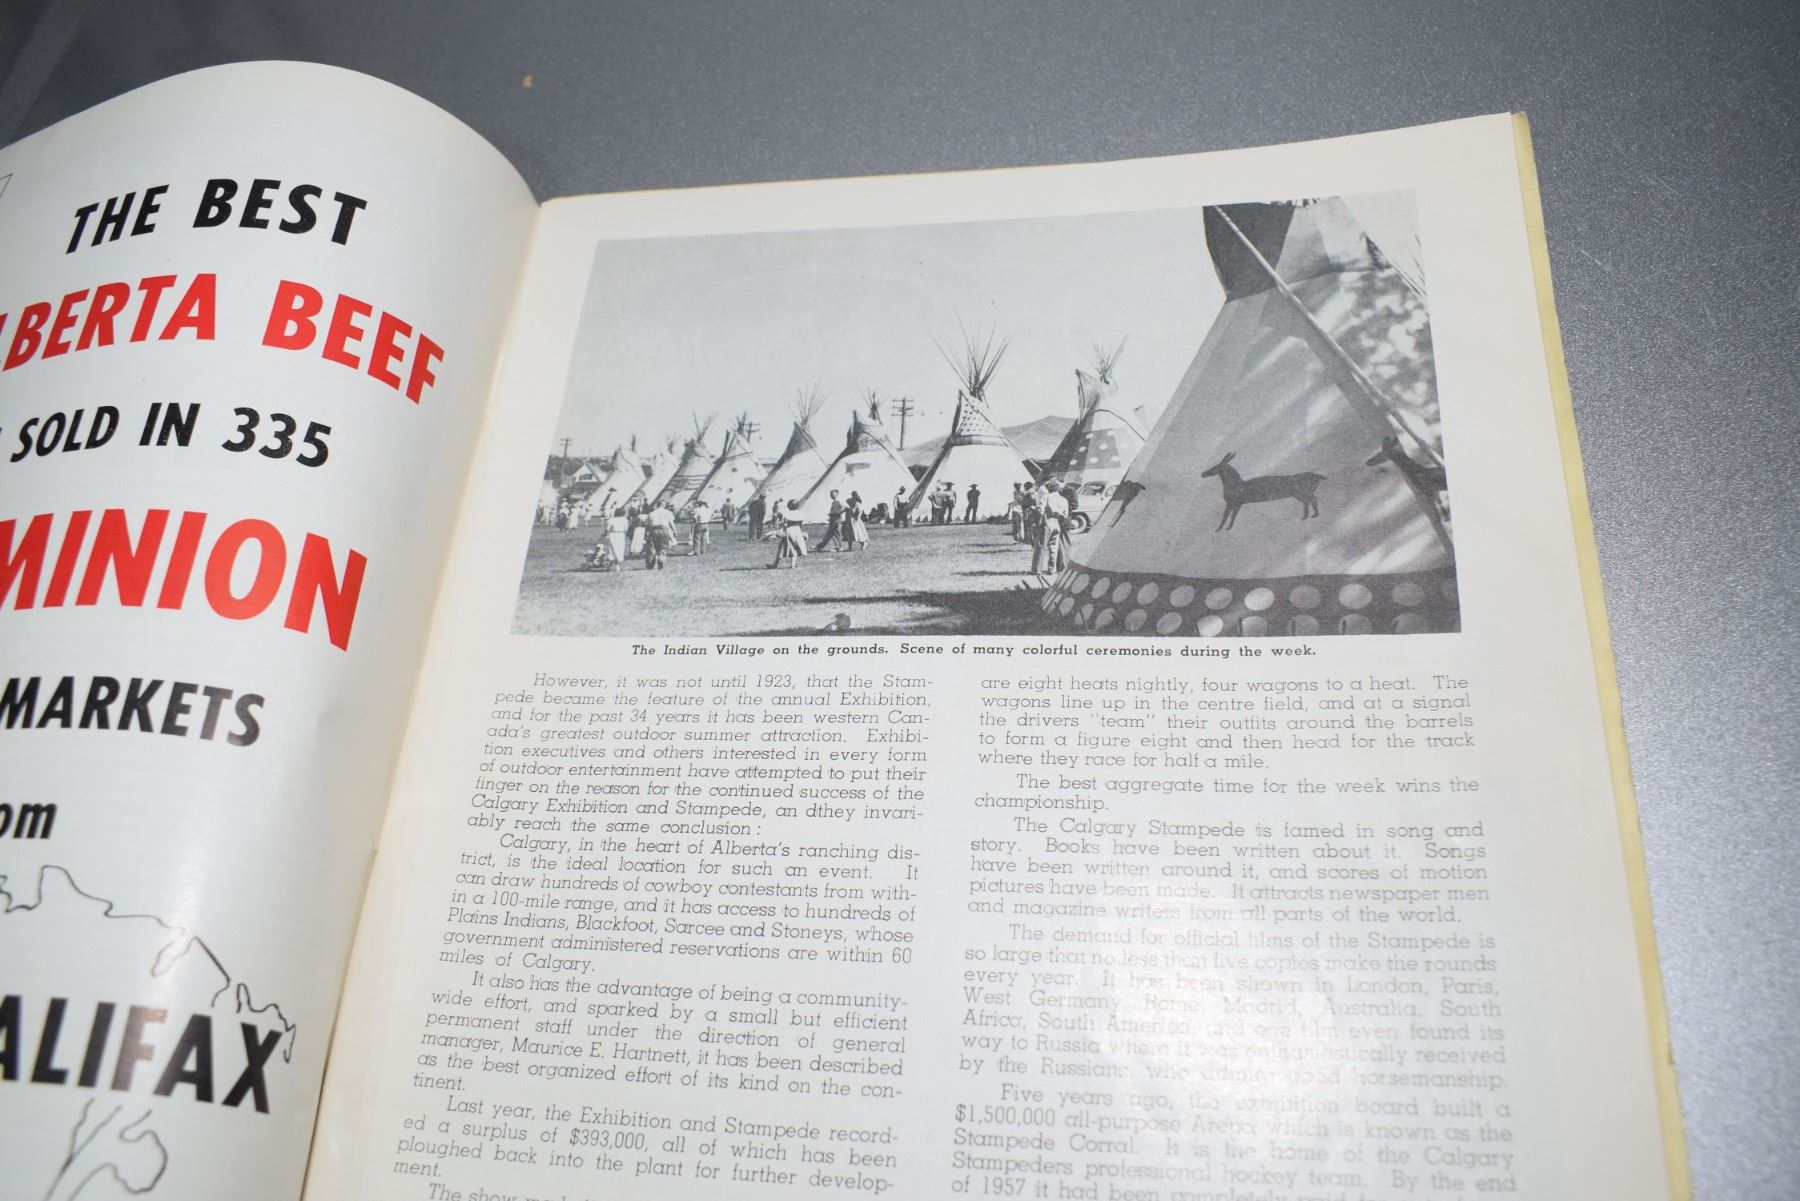 THE BEST
LBERTA BEEF
SOLD IN 335
MINION
MARKETS
om
ALIFAX
The Indian Village on the grounds. Scene of many colorful ceremonies during the week.
However, it was not until 1923, that the Stam-
pede became the feature of the annual Exhibition,
and for the past 34 years it has been western Can-
ada's greatest outdoor summer attraction. Exhibi-
tion executives and others interested in every form
of outdoor entertainment have attempted to put their
finger on the reason for the continued success of the
Calgary Exhibition and Stampede, an dthey invari-
ably reach the same conclusion:
Calgary, in the heart of Alberta's ranching dis-
trict, is the ideal location for such an event. It
can draw hundreds of cowboy contestants from with-
in a 100-mile range, and it has access to hundreds of
Plains Indians, Blackfoot, Sarcee and Stoneys, whose
government administered reservations are within 60
miles of Calgary.
It also has the advantage of being a community-
wide effort, and sparked by a small but efficient
permanent staff under the direction of general
manager, Maurice E. Hartnett, it has been described
as the best organized effort of its kind on the con-
tinent.
Last year, the Exhibition and Stampede record-
ed a surplus of $393,000, all of which has been
ploughed back into the plant for further develop-
ment.
The show
are eight heats nightly, four wagons to a heat. The
wagons line up in the centre field, and at a signal
the drivers "team" their outfits around the barrels
to form a figure eight and then head for the track
where they race for half a mile.
The best aggregate time for the week wins the
championship.
The Calgary Stampede is famed in song and
story. Books have been written about it. Songs
have been written around it, and scores of motion
pictures have been made. It attracts newspaper men
and magazine writers from all parts of the world.
The demand for official films of the Stampede is
so large that no less than five copies make the rounds
every year. It has been shown in London, Paris,
West Germany, Rome, Madrid, Australia, South
Africa, South America, and one film even found its
way to Russia where it was enthusiastically received
by the Russians, who admire good horsemanship.
Five years ago, the exhibition board built a
$1,500,000 all-purpose Arena which is known as the
Stampede Corral. It is the home of the Calgary
Stampeders professional hockey team. By the end
of 1957 it had been completely paid